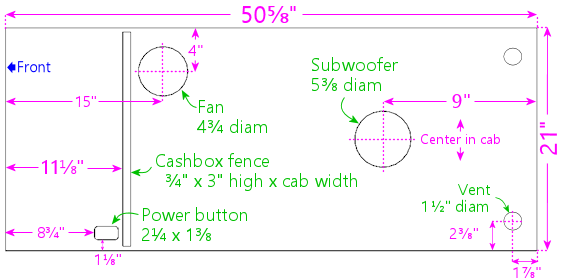 50⅝"
4"
Front
Subwoofer
5⅜ diam
15"
Fan
4¾ diam
9"
21"
Center in cab
11⅛"
Cashbox fence
¾" x 3" high x cab width
Vent
1½" diam
Power button
2¼ x 1⅜
8¾"
2⅜"
1⅛"
1⅞"